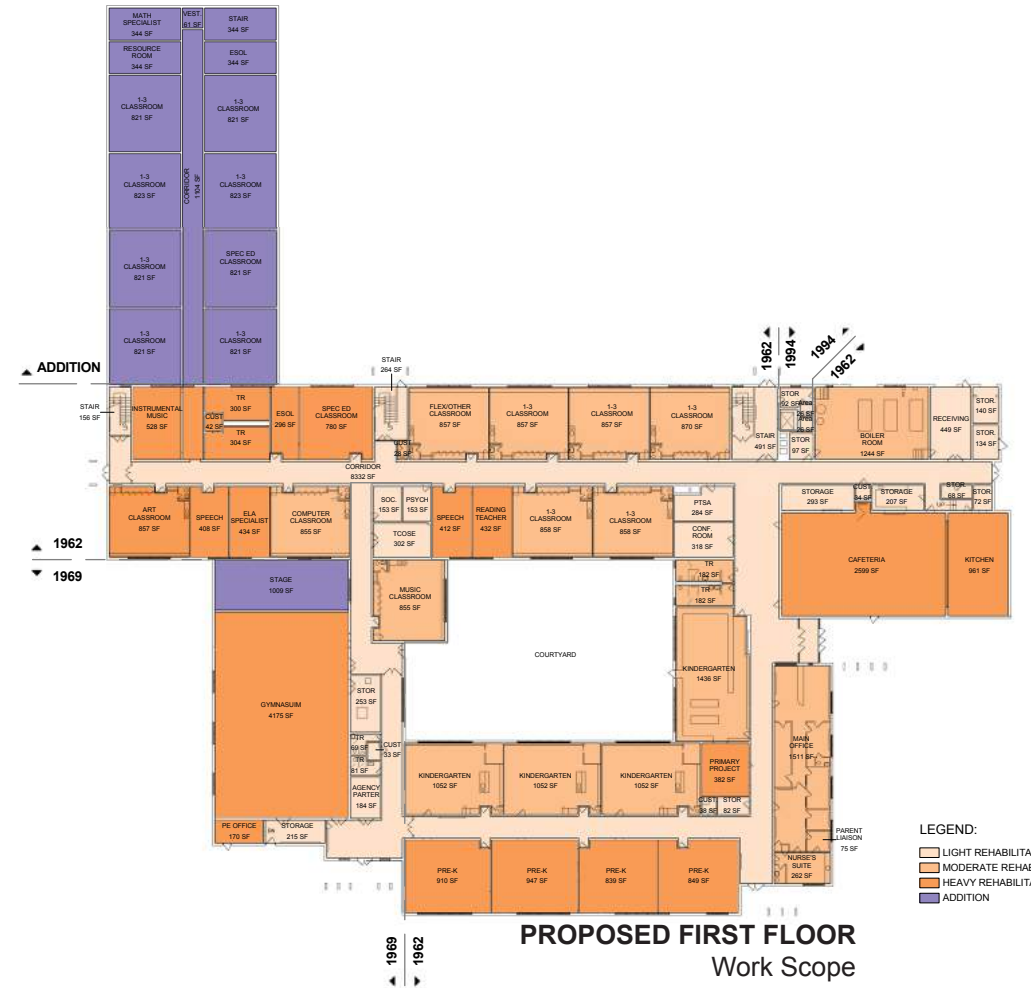 MATH
SPECIALIST
344 SF
VEST.
61 SF
STAIR
344 SF
RESOURCE
ROOM
344 SF
ESOL
344 SF
1-3
CLASSROOM
821 SF
1-3
CLASSROOM
821 SF
CORRIDOR
1104 SF
1-3
CLASSROOM
823 SF
1-3
CLASSROOM
823 SF
1-3
CLASSROOM
821 SF
SPEC ED
CLASSROOM
821 SF
1-3
CLASSROOM
821 SF
1-3
CLASSROOM
821 SF
ADDITION
STAIR
264 SF
1962
1994
1994
1962
STAIR
156 SF
INSTRUMENTAL
MUSIC
528 SF
TR
300 SF
CUST
42 SF
TR
304 SF
ESOL
296 SF
SPEC ED
CLASSROOM
780 SF
CUST
26 SF
FLEX/OTHER
CLASSROOM
857 SF
1-3
CLASSROOM
857 SF
1-3
CLASSROOM
857 SF
1-3
CLASSROOM
870 SF
STAIR
491 SF
STOR
92 SF
Area
26 SF
Area
26 SF
STOR
97 SF
BOILER
ROOM
1244 SF
RECEIVING
449 SF
STOR.
140 SF
STOR.
134 SF
CORRIDOR
8332 SF
ART
CLASSROOM
857 SF
SPEECH
408 SF
ELA
SPECIALIST
434 SF
COMPUTER
CLASSROOM
855 SF
SOC.
153 SF
PSYCH
153 SF
TCOSE
302 SF
SPEECH
412 SF
READING
TEACHER
432 SF
1-3
CLASSROOM
858 SF
1-3
CLASSROOM
858 SF
PTSA
284 SF
CONF.
ROOM
318 SF
STORAGE
293 SF
CUST
34 SF
STORAGE
207 SF
STOR
68 SF
STOR.
72 SF
1962
1969
STAGE
1009 SF
MUSIC
CLASSROOM
855 SF
TR
182 SF
TR
182 SF
CAFETERIA
2599 SF
KITCHEN
961 SF
GYMNASUIM
4175 SF
COURTYARD
KINDERGARTEN
1436 SF
STOR
253 SF
TR
69 SF
CUST
33 SF
TR
81 SF
AGENCY
PARTER
184 SF
KINDERGARTEN
1052 SF
KINDERGARTEN
1052 SF
KINDERGARTEN
1052 SF
PRIMARY
PROJECT
382 SF
CUST
38 SF
STOR
82 SF
MAIN
OFFICE
1511 SF
PE OFFICE
170 SF
STORAGE
215 SF
PARENT
LIAISON
75 SF
NURSE'S
SUITE
262 SF
PRE-K
910 SF
PRE-K
947 SF
PRE-K
839 SF
PRE-K
849 SF
LEGEND:
LIGHT REHABILITA
MODERATE REHAB
HEAVY REHABILITA
ADDITION
1969
1962
PROPOSED FIRST FLOOR
Work Scope